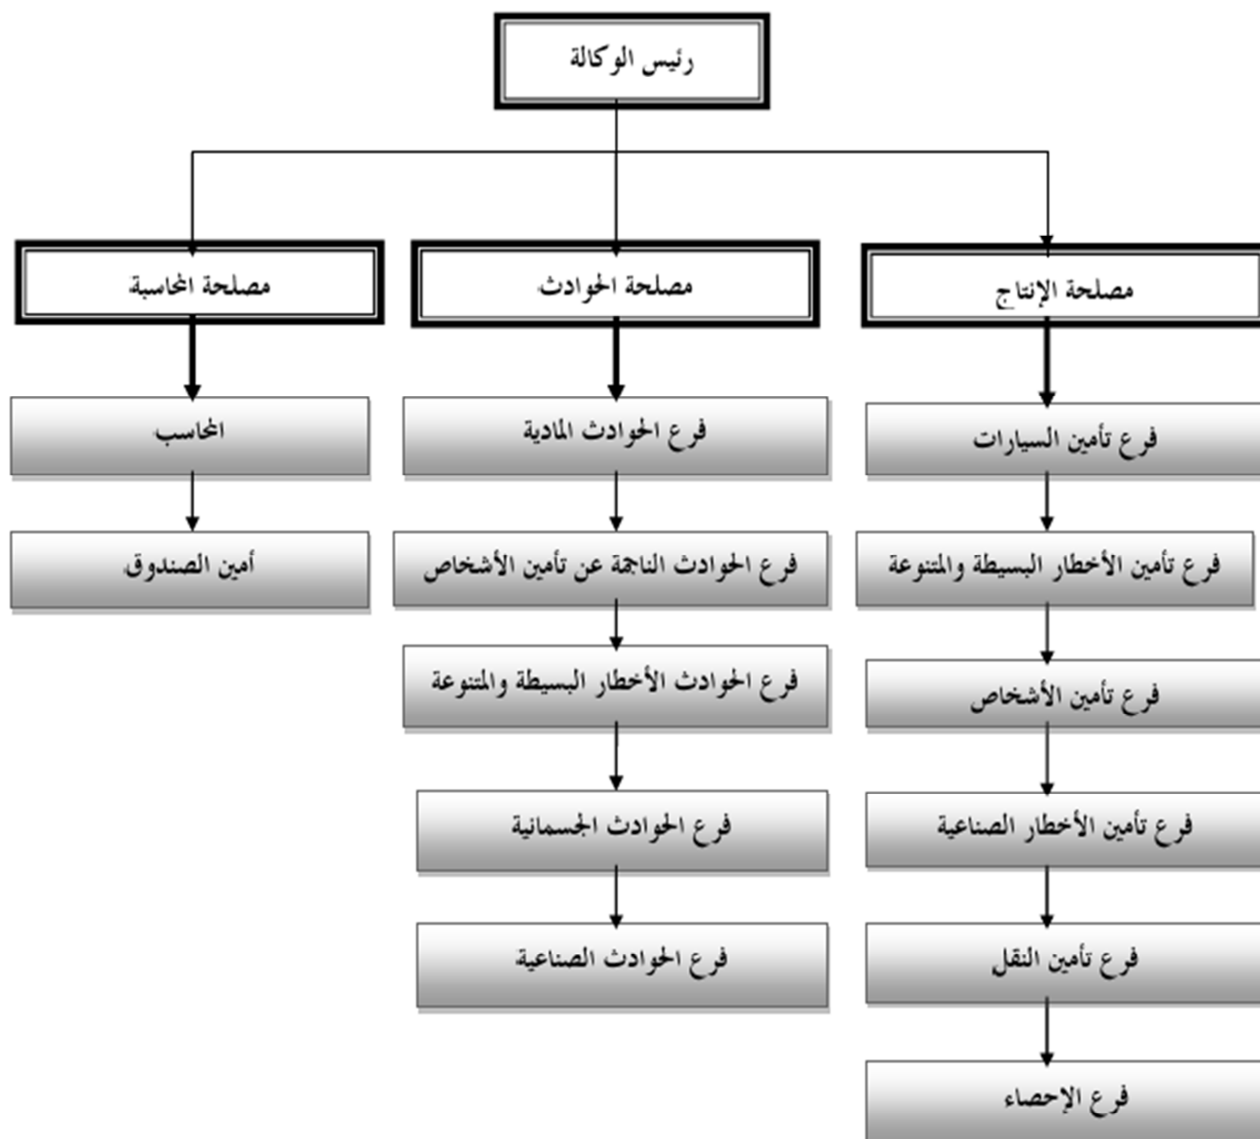 رئيس الوكالة
مصلحة الإنتاج
مصلحة الحوادث
مصلحة المحاسبة
فرع تأمين السيارات
فرع تأمين الأخطار البسيطة والمتنوعة
فرع تأمين الأشخاص
فرع تأمين الأخطار الصناعية
فرع تأمين النقل
فرع الإحصاء
فرع الحوادث المادية
فرع الحوادث الناجمة عن تأمين الأشخاص
فرع الحوادث الأخطار البسيطة والمتنوعة
فرع الحوادث الجسمانية
فرع الحوادث الصناعية
المحاسب
أمين الصندوق